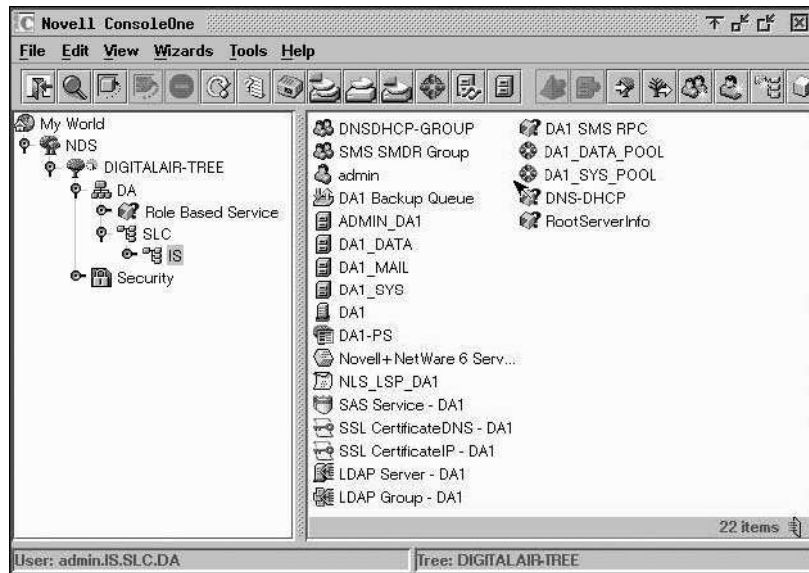 Novell ConsoleOne
File Edit View Wizards Tools Help
My World
NDS
DIGITALAIR-TREE
DA
Role Based Service
SLC
IS
Security
DNSDHCP-GROUP
SMS SMDR Group
admin
DA1 Backup Queue
ADMIN_DA1
DA1_DATA
DA1_MAIL
DA1_SYS
DA1
DA1-PS
Novell+NetWare 6 Serv...
NLS_LSP_DA1
SAS Service - DA1
SSL CertificateDNS - DA1
SSL CertificateIP - DA1
LDAP Server - DA1
LDAP Group - DA1
DA1 SMS RPC
DA1_DATA_POOL
DA1_SYS_POOL
DNS-DHCP
RootServerInfo
22 items
User: admin.IS.SLC.DA
Tree: DIGITALAIR-TREE